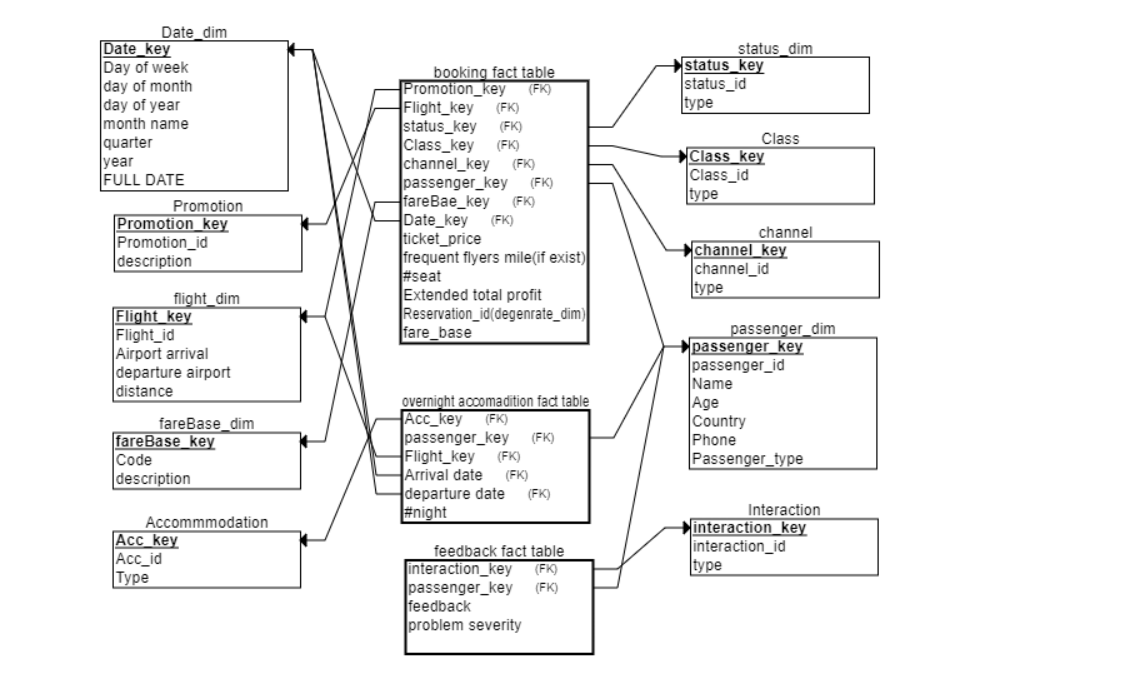 Date_dim
Date_key
Day of week
day of month
day of year
month name
quarter
year
FULL DATE
Promotion
Promotion_key
Promotion_id
description
flight_dim
Flight_key
Flight_id
Airport arrival
departure airport
distance
fareBase_dim
fareBase_key
Code
description
Accommmodation
Acc_key
Acc_id
Type
booking fact table
Promotion_key (FK)
Flight_key (FK)
status_key (FK)
Class_key (FK)
channel_key (FK)
passenger_key (FK)
fareBae_key (FK)
Date_key (FK)
ticket_price
frequent flyers mile(if exist)
#seat
Extended total profit
Reservation_id(degenrate_dim)
fare_base
overnight accomadition fact table
Acc_key (FK)
passenger_key (FK)
Flight_key (FK)
Arrival date (FK)
departure date (FK)
#night
feedback fact table
interaction_key (FK)
passenger_key (FK)
feedback
problem severity
status_dim
status_key
status_id
type
Class
Class_key
Class_id
type
channel
channel_key
channel_id
type
passenger_dim
passenger_key
passenger_id
Name
Age
Country
Phone
Passenger_type
Interaction
interaction_key
interaction_id
type